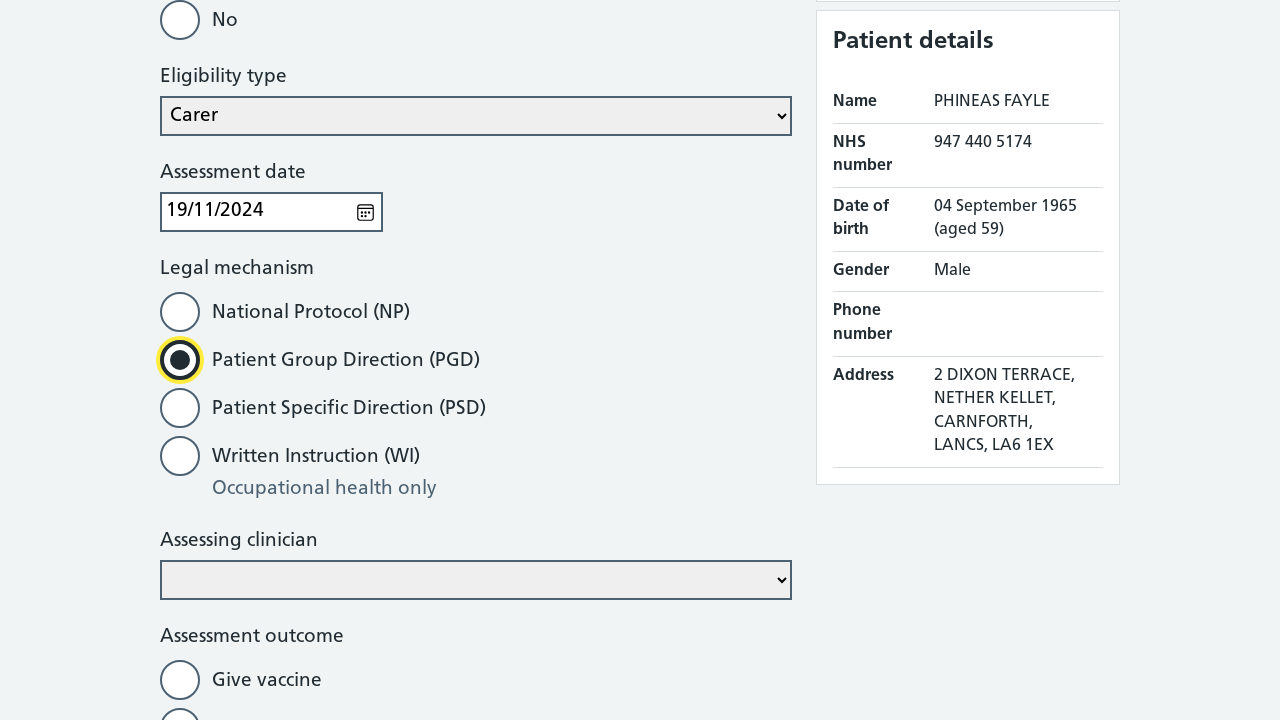 No
Eligibility type
Carer
Assessment date
19/11/2024
Legal mechanism
National Protocol (NP)
Patient Group Direction (PGD)
Patient Specific Direction (PSD)
Written Instruction (WI)
Occupational health only
Assessing clinician
Assessment outcome
Give vaccine
Patient details
Name PHINEAS FAYLE
NHS number 947 440 5174
Date of birth 04 September 1965
(aged 59)
Gender Male
Phone number
Address 2 DIXON TERRACE,
NETHER KELLET,
CARNFORTH,
LANCS, LA6 1EX